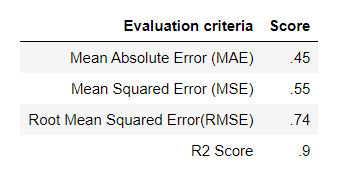 Evaluation criteria Score
Mean Absolute Error (MAE) .45
Mean Squared Error (MSE) .55
Root Mean Squared Error(RMSE) .74
R2 Score .9